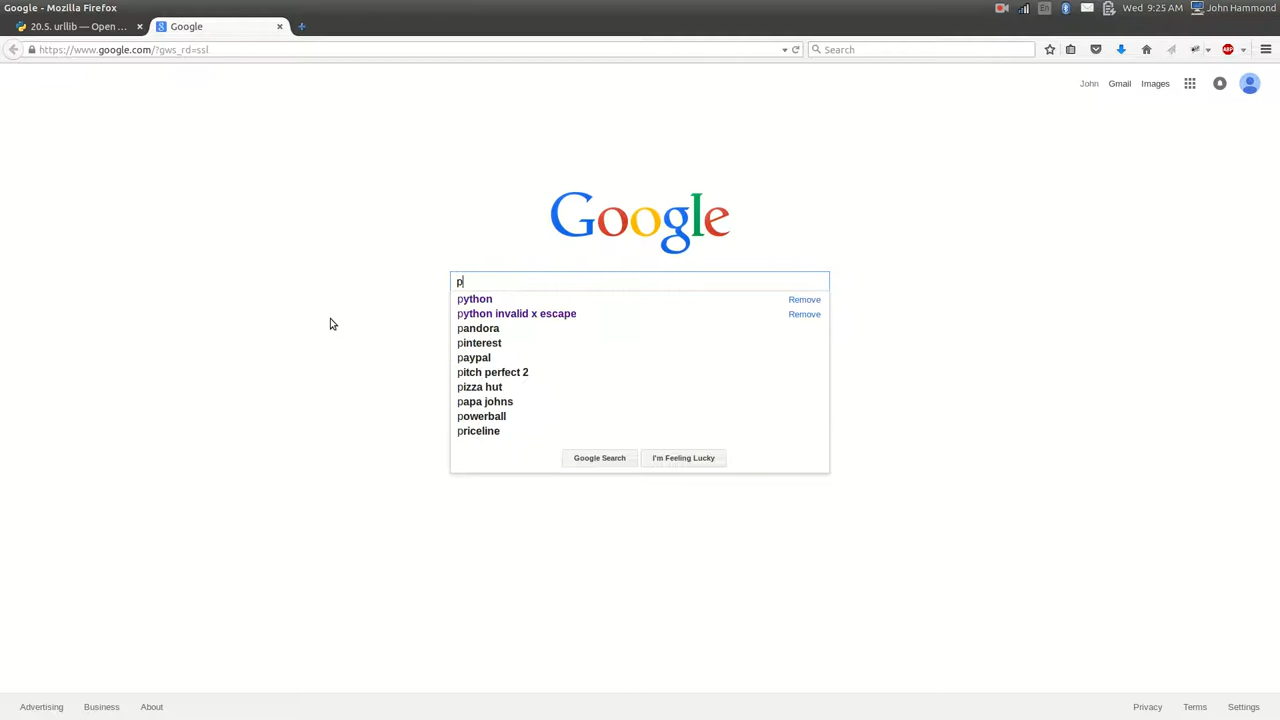 Google - Mozilla Firefox
En
Wed 9:25 AM
John Hammond
20.5. urllib — Open ...
Google
https://www.google.com/?gws_rd=ssl
Search
ABP
John
Gmail
Images
Google
p
python
Remove
python invalid x escape
Remove
pandora
pinterest
paypal
pitch perfect 2
pizza hut
papa johns
powerball
priceline
Google Search
I'm Feeling Lucky
Advertising
Business
About
Privacy
Terms
Settings